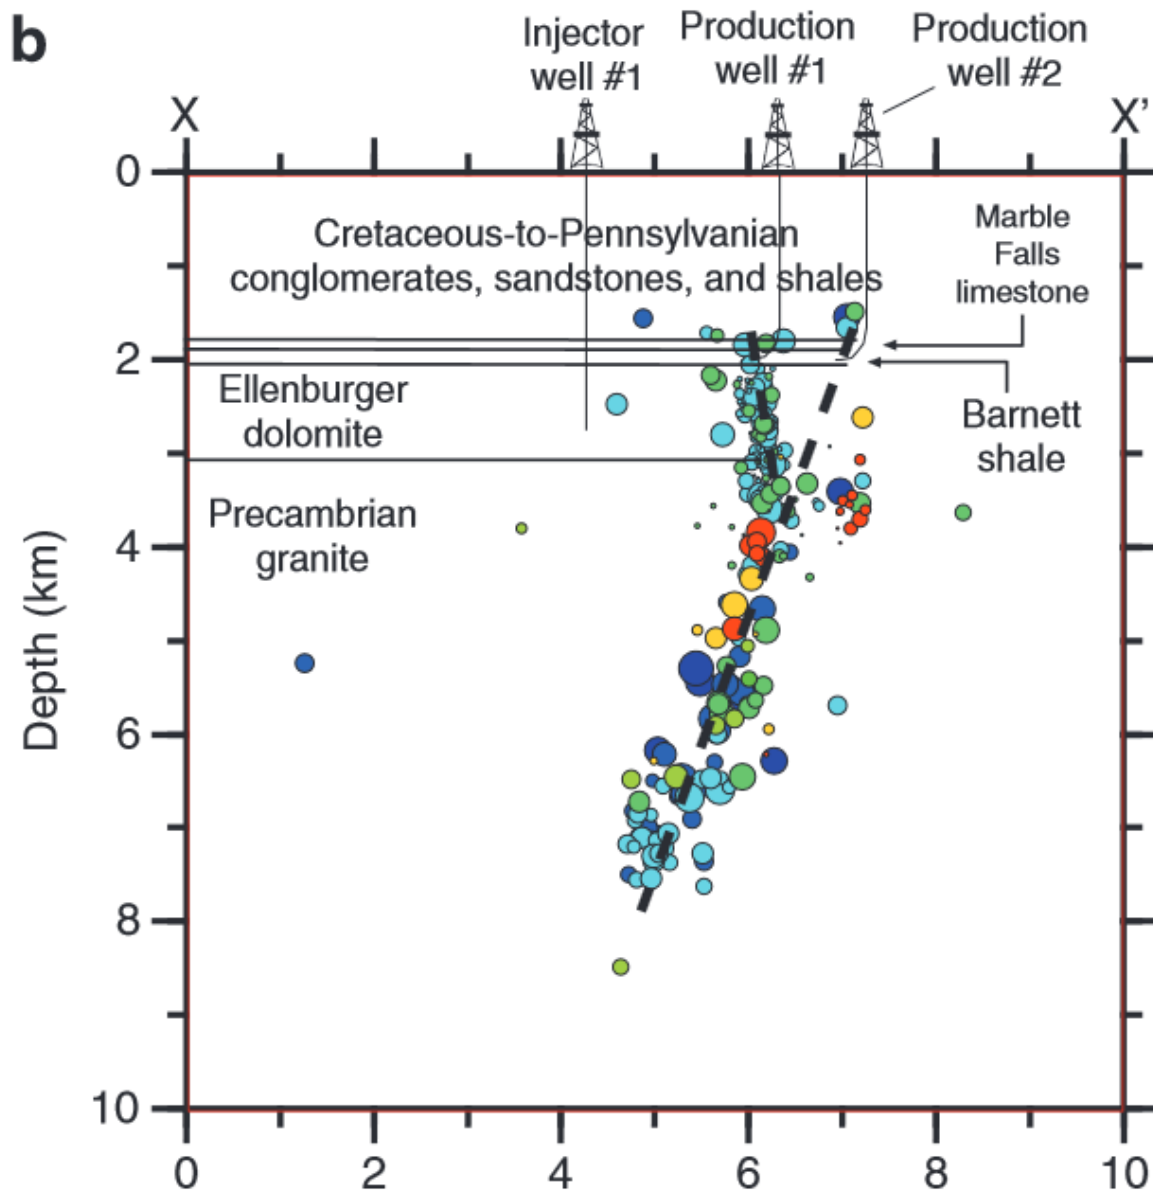 b
Injector
well #1
Production
well #1
Production
well #2
X
X’
0
Cretaceous-to-Pennsylvanian
conglomerates, sandstones, and shales
Marble
Falls
limestone
2
Ellenburger
dolomite
Barnett
shale
Precambrian
granite
4
Depth (km)
6
8
10
0
2
4
6
8
10